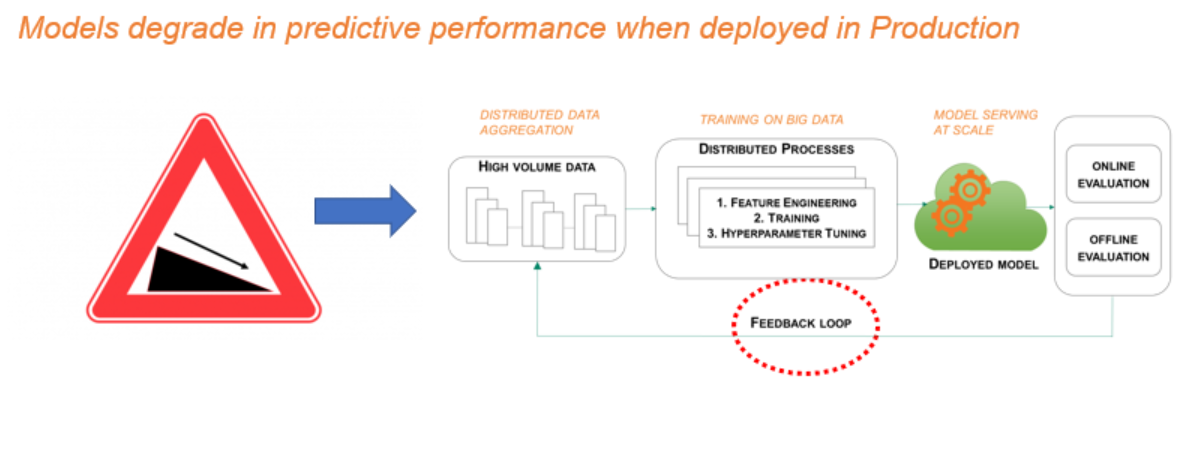 Models degrade in predictive performance when deployed in Production
DISTRIBUTED DATA
AGGREGATION
HIGH VOLUME DATA
TRAINING ON BIG DATA
DISTRIBUTED PROCESSES
1. FEATURE ENGINEERING
2. TRAINING
3. HYPERPARAMETER TUNING
MODEL SERVING
AT SCALE
DEPLOYED MODEL
ONLINE
EVALUATION
OFFLINE
EVALUATION
FEEDBACK LOOP